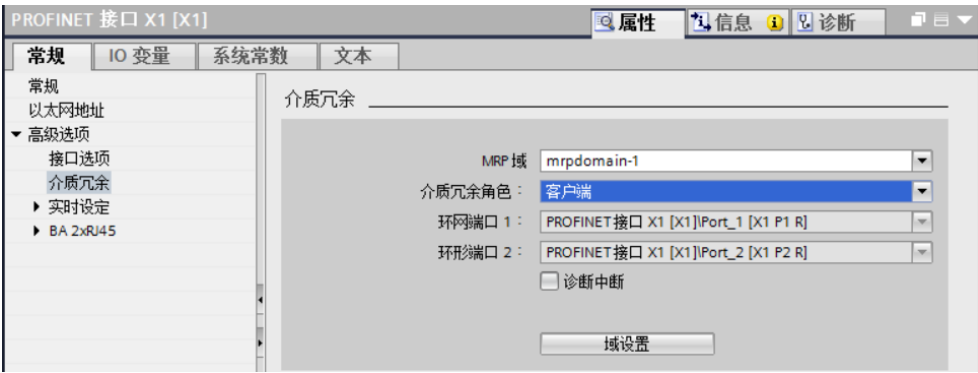 PROFINET 接口 X1 [X1]
属性
信息
诊断
常规
IO 变量
系统常数
文本
常规
以太网地址
高级选项
接口选项
介质冗余
实时设定
BA 2xRJ45
介质冗余
MRP 域
mrpdomain-1
介质冗余角色：
客户端
环网端口 1：
PROFINET接口 X1 [X1]\Port_1 [X1 P1 R]
环形端口 2：
PROFINET接口 X1 [X1]\Port_2 [X1 P2 R]
诊断中断
域设置